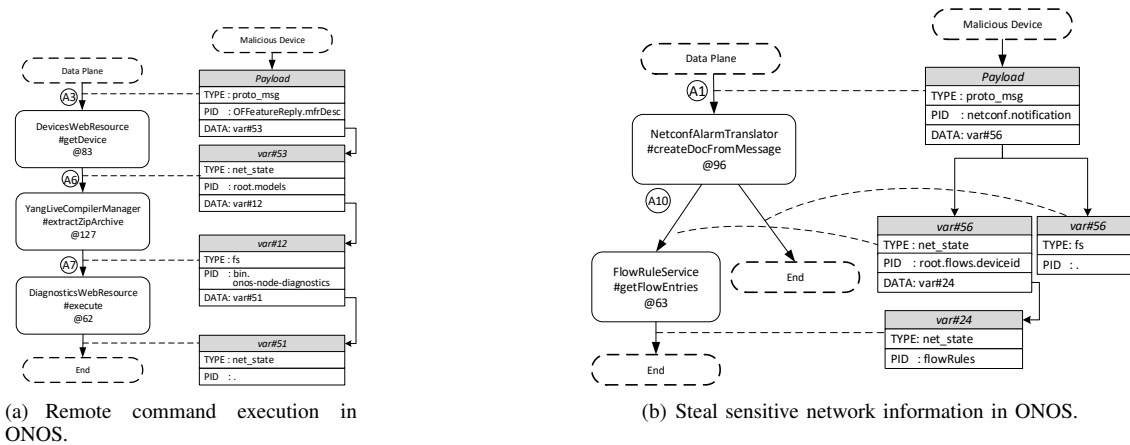 Malicious Device
Data Plane
A3
Payload
TYPE : proto_msg
PID : OFFeatureReply.mfrDesc
DATA: var#53
DevicesWebResource
#getDevice
@83
A6
var#53
TYPE : net_state
PID : root.models
DATA: var#12
YangLiveCompilerManager
#extractZipArchive
@127
A7
var#12
TYPE : fs
PID : bin.
onos-node-diagnostics
DATA: var#51
DiagnosticsWebResource
#execute
@62
var#51
TYPE : net_state
PID : .
End
(a) Remote command execution in
ONOS.
Malicious Device
Data Plane
A1
Payload
TYPE : proto_msg
PID : netconf.notification
DATA: var#56
NetconfAlarmTranslator
#createDocFromMessage
@96
A10
var#56
TYPE : net_state
PID : root.flows.deviceid
DATA: var#24
var#56
TYPE: fs
PID : .
FlowRuleService
#getFlowEntries
@63
End
var#24
TYPE: net_state
PID : flowRules
End
(b) Steal sensitive network information in ONOS.